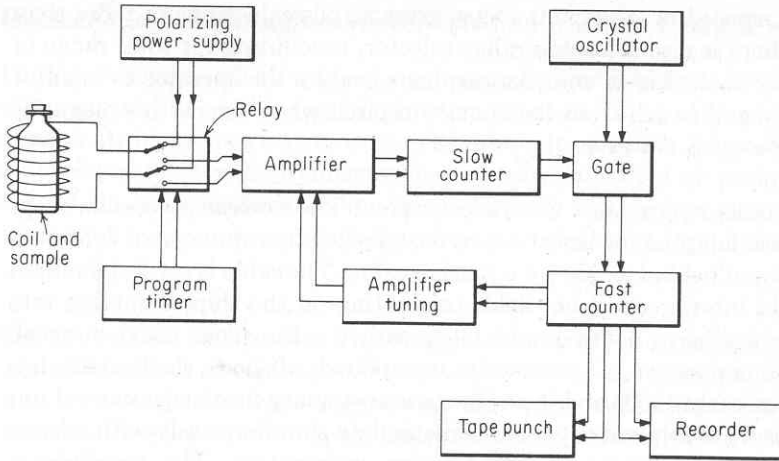 Polarizing
power supply
Crystal
oscillator
Relay
Amplifier
Slow
counter
Gate
Coil and
sample
Program
timer
Amplifier
tuning
Fast
counter
Tape punch
Recorder